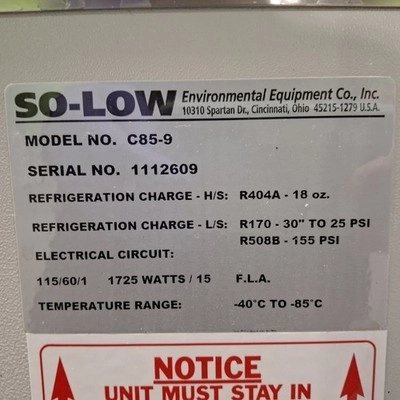 SO-LOW Environmental Equipment Co., Inc.
10310 Spartan Dr., Cincinnati, Ohio 45215-1279 U.S.A.
MODEL NO. C85-9
SERIAL NO. 1112609
REFRIGERATION CHARGE - H/S: R404A - 18 oz.
REFRIGERATION CHARGE - L/S: R170 - 30" TO 25 PSI
R508B - 155 PSI
ELECTRICAL CIRCUIT:
115/60/1 1725 WATTS / 15 F.L.A.
TEMPERATURE RANGE: -40°C TO -85°C
NOTICE
UNIT MUST STAY IN